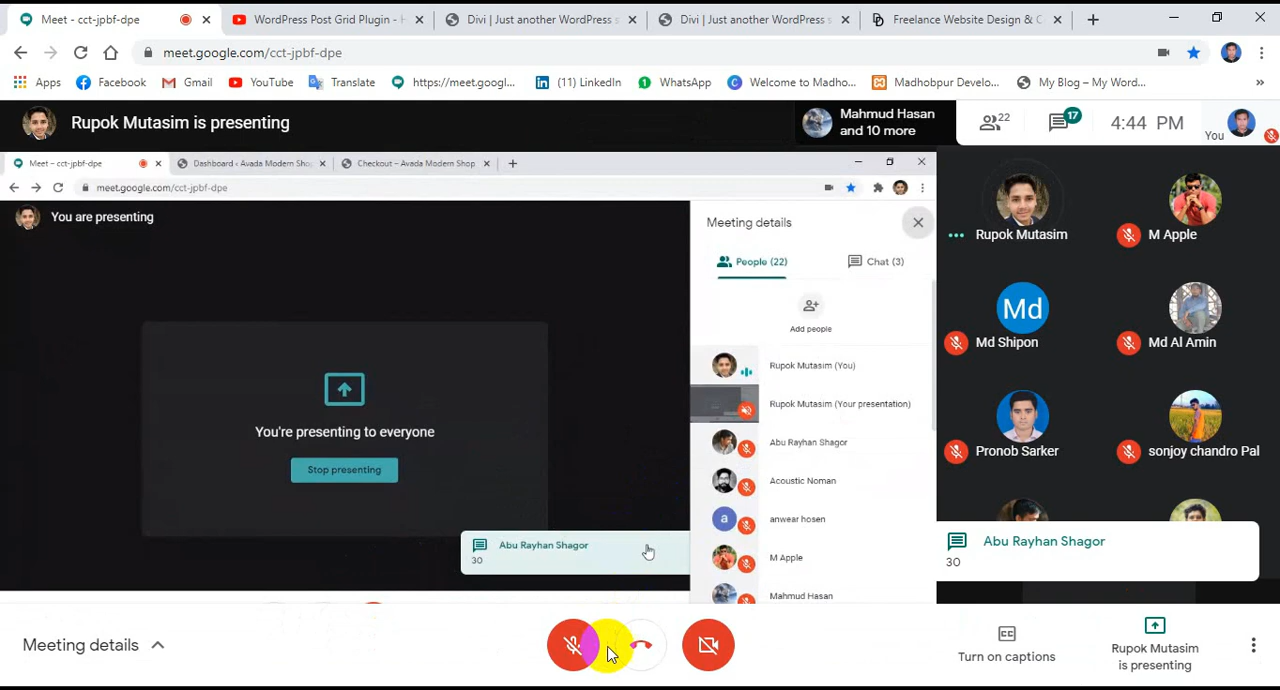 Meet - cct-jpbf-dpe
WordPress Post Grid Plugin - H
Divi | Just another WordPress s
Divi | Just another WordPress s
Freelance Website Design & C
meet.google.com/cct-jpbf-dpe
Apps
Facebook
Gmail
YouTube
Translate
https://meet.googl...
(11) LinkedIn
WhatsApp
Welcome to Madho...
Madhobpur Develo...
My Blog – My Word...
»
Rupok Mutasim is presenting
Mahmud Hasan
and 10 more
22
17
4:44 PM
You
Meet – cct-jpbf-dpe
Dashboard ‹ Avada Modern Shop
Checkout – Avada Modern Shop
meet.google.com/cct-jpbf-dpe
You are presenting
You're presenting to everyone
Stop presenting
Abu Rayhan Shagor
30
Meeting details
People (22)
Chat (3)
Add people
Rupok Mutasim (You)
Rupok Mutasim (Your presentation)
Abu Rayhan Shagor
Acoustic Noman
a
anwear hosen
M Apple
Mahmud Hasan
Rupok Mutasim
M Apple
Md
Md Shipon
Md Al Amin
Pronob Sarker
sonjoy chandro Pal
Abu Rayhan Shagor
30
Meeting details
Turn on captions
Rupok Mutasim
is presenting